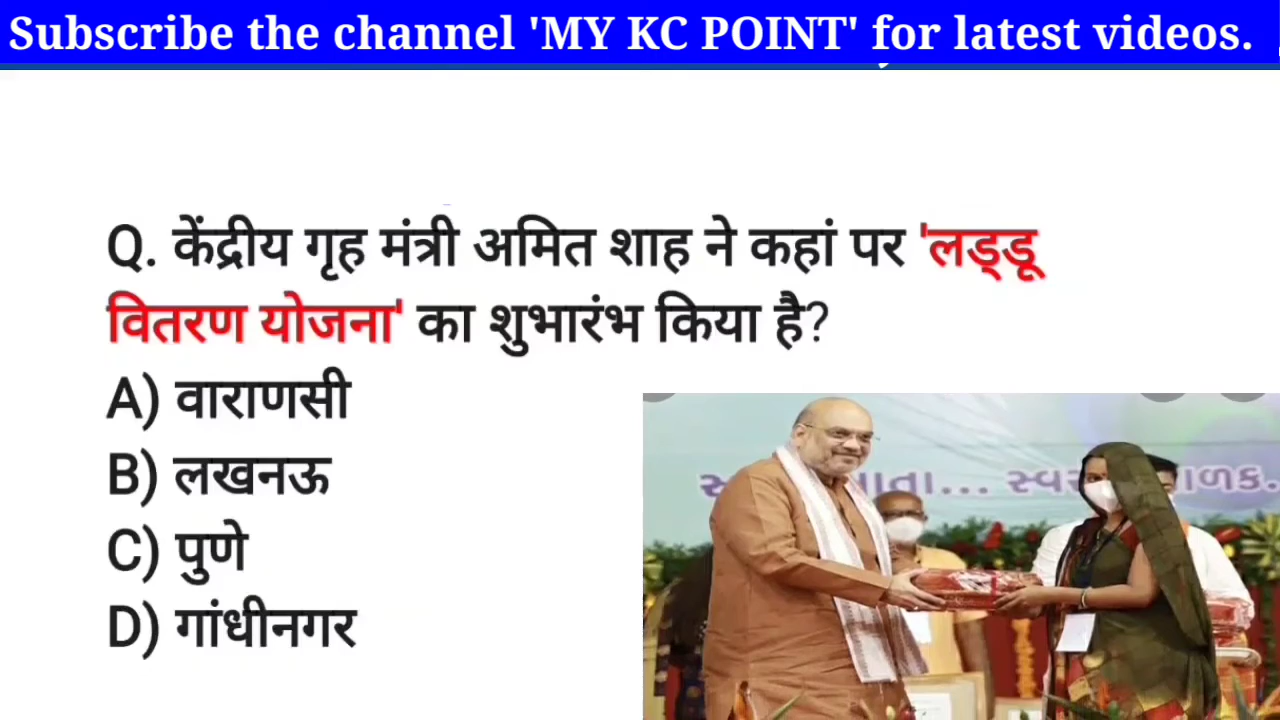 Subscribe the channel 'MY KC POINT' for latest videos.
Q. केंद्रीय गृह मंत्री अमित शाह ने कहां पर 'लड्डू
वितरण योजना' का शुभारंभ किया है?
A) वाराणसी
B) लखनऊ
C) पुणे
D) गांधीनगर